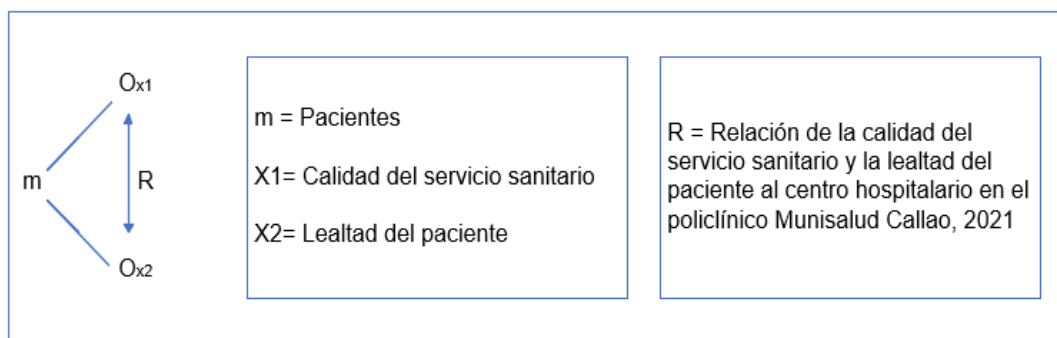 Ox1
m
R
Ox2
m = Pacientes
X1= Calidad del servicio sanitario
X2= Lealtad del paciente
R = Relación de la calidad del
servicio sanitario y la lealtad del
paciente al centro hospitalario en el
policlínico Munisalud Callao, 2021